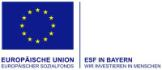 EUROPÄISCHE UNION
EUROPÄISCHER SOZIALFONDS
ESF IN BAYERN
WIR INVESTIEREN IN MENSCHEN